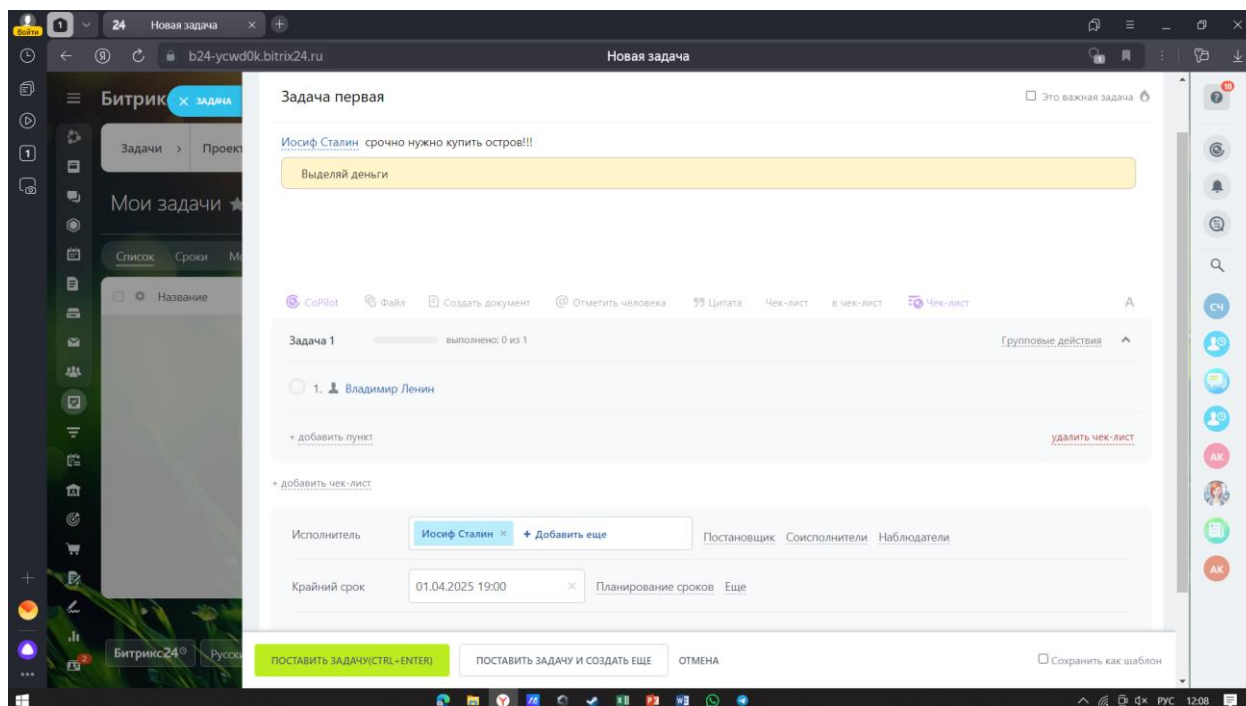 Войти
1
24 Новая задача
b24-ycwd0k.bitrix24.ru
Новая задача
1
Битрик
ЗАДАЧА
Задача первая
Это важная задача
18
Задачи > Проект
Иосиф Сталин срочно нужно купить остров!!!
Выделяй деньги
Мои задачи
Список Сроки
Название
CoPilot Файл Создать документ Отметить человека Цитата Чек-лист в чек-лист Чек-лист A
СЧ
Задача 1 выполнено: 0 из 1 Групповые действия
1. Владимир Ленин
+ добавить пункт удалить чек-лист
АК
+ добавить чек-лист
Исполнитель Иосиф Сталин × + Добавить еще Постановщик Соисполнители Наблюдатели
АК
Крайний срок 01.04.2025 19:00 × Планирование сроков Еще
Битрикс24 Русски
2
ПОСТАВИТЬ ЗАДАЧУ(CTRL+ENTER) ПОСТАВИТЬ ЗАДАЧУ И СОЗДАТЬ ЕЩЕ ОТМЕНА Сохранить как шаблон
РУС 12:08